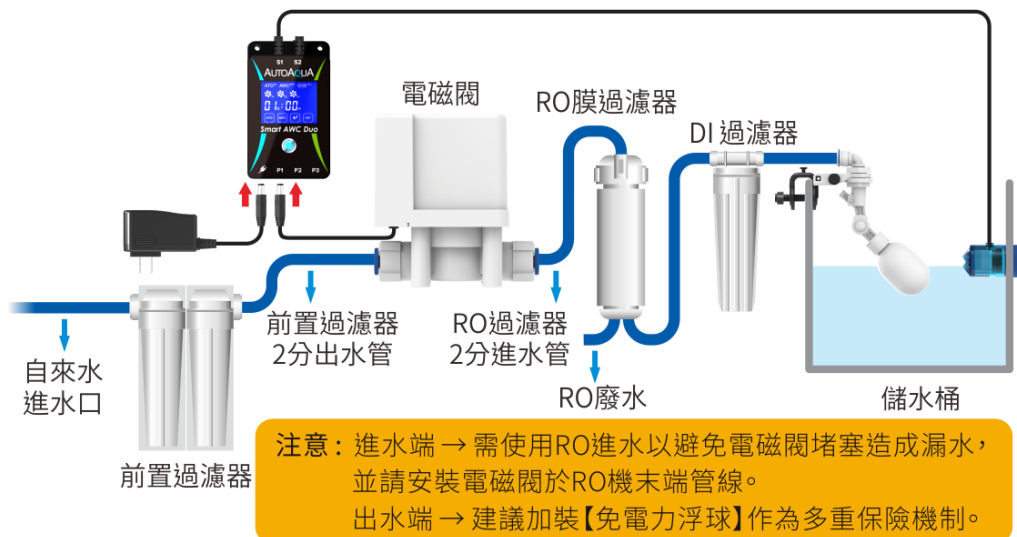 S1 S2
AUTOAQUA
ATO AWC
01:00
Smart AWC Duo
P1 P2 P3
電磁閥
RO膜過濾器
DI 過濾器
前置過濾器
2分出水管
RO過濾器
2分進水管
自來水
進水口
RO廢水
儲水桶
前置過濾器
注意: 進水端 → 需使用RO進水以避免電磁閥堵塞造成漏水,
並請安裝電磁閥於RO機末端管線。
出水端 → 建議加裝【免電力浮球】作為多重保險機制。